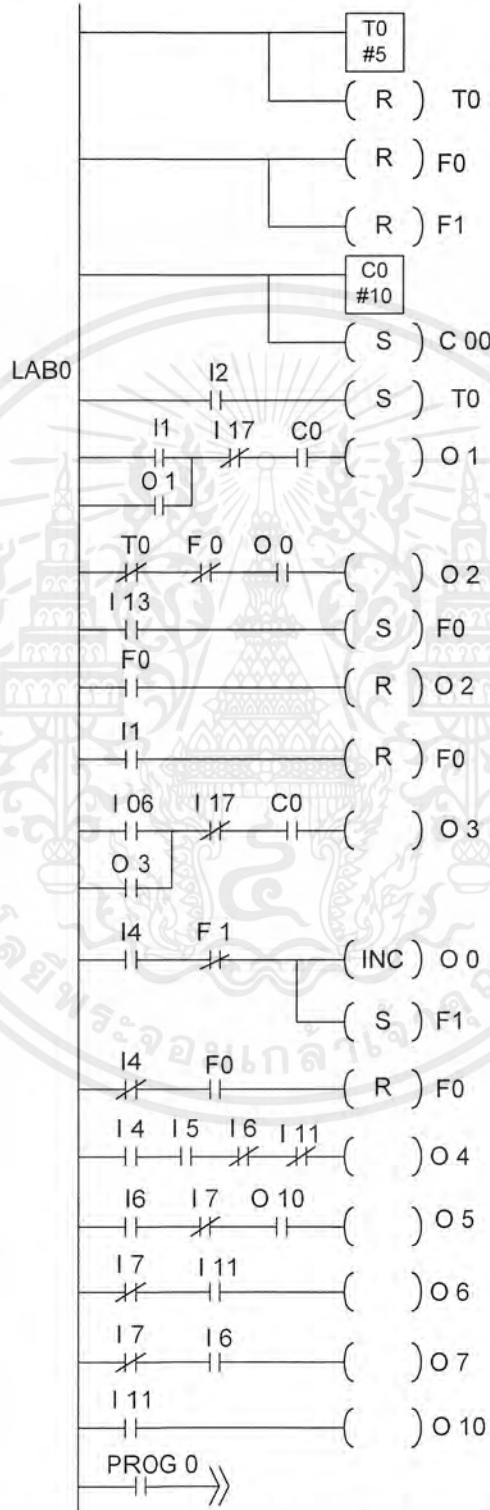 T0
#5
( R ) T0
( R ) F0
( R ) F1
C0
#10
( S ) C 00
LAB0
I2
( S ) T0
I1 I 17 C0
( ) O 1
O 1
T0 F 0 O 0
( ) O 2
I 13
( S ) F0
F0
( R ) O 2
I1
( R ) F0
I 06 I 17 C0
( ) O 3
O 3
I4 F 1
(INC) O 0
( S ) F1
I4 F0
( R ) F0
I 4 I 5 I 6 I 11
( ) O 4
I6 I 7 O 10
( ) O 5
I 7 I 11
( ) O 6
I 7 I 6
( ) O 7
I 11
( ) O 10
PROG 0